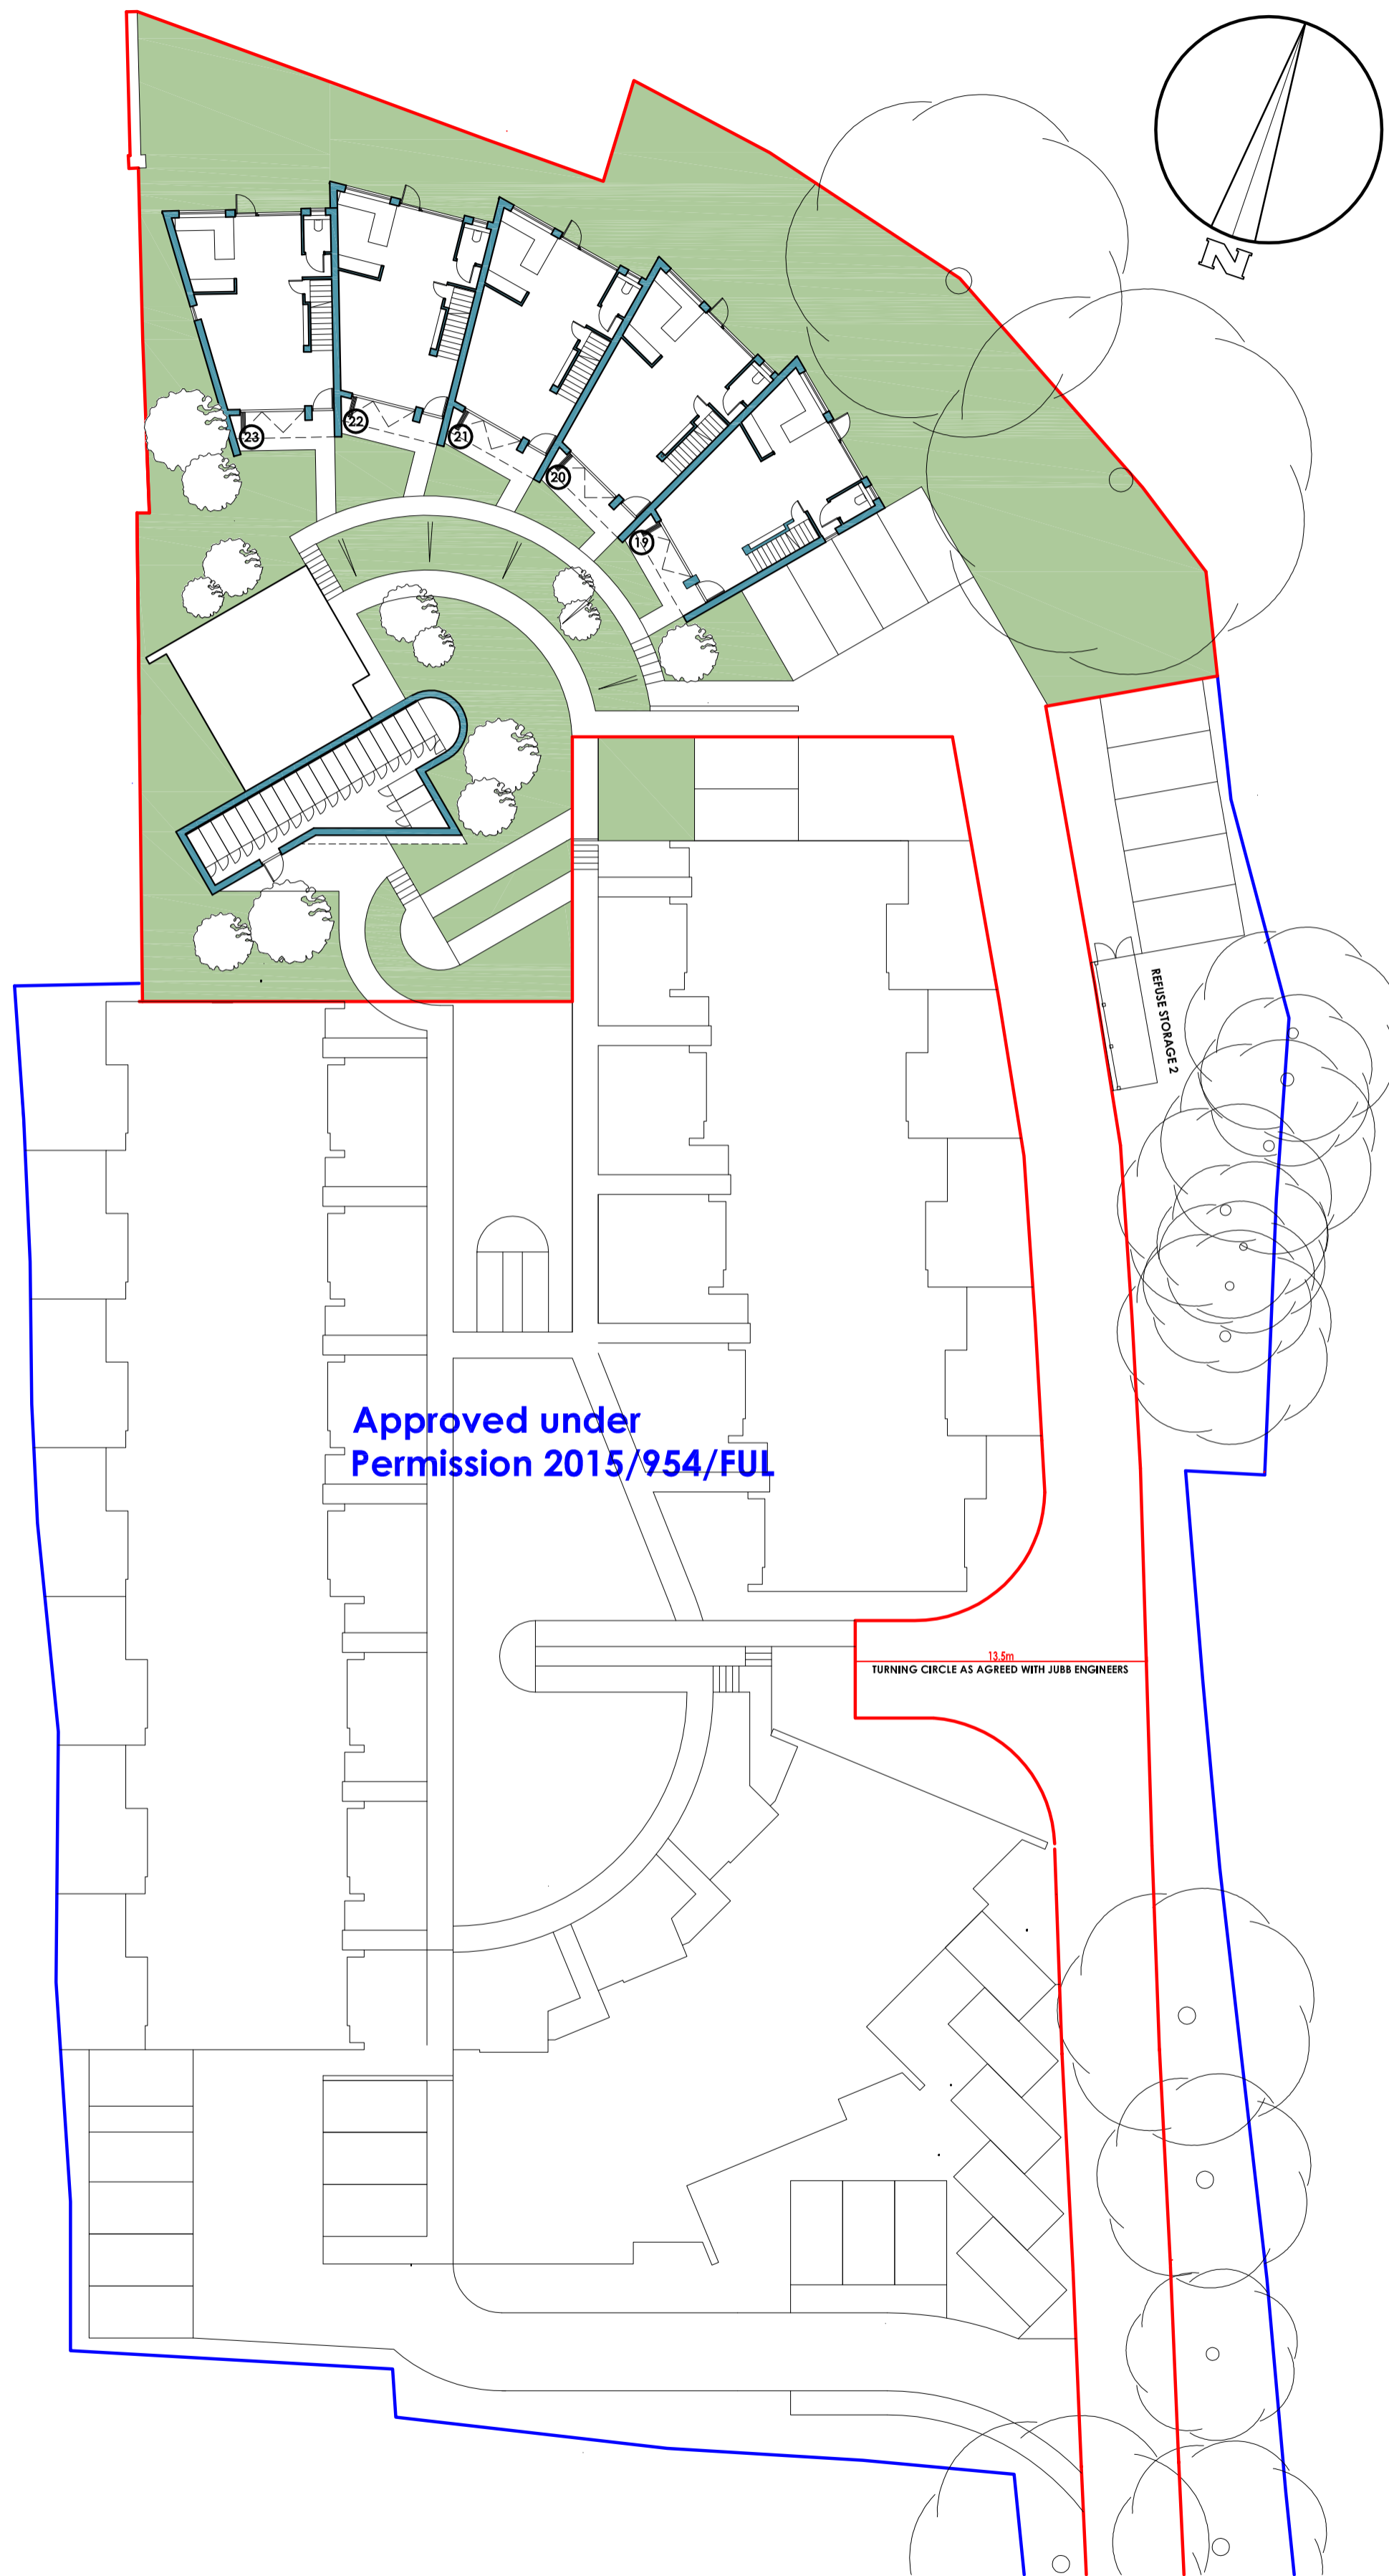 N
23
22
21
20
19
REFUSE STORAGE 2
Approved under
Permission 2015/954/FUL
13.5m
TURNING CIRCLE AS AGREED WITH JUBB ENGINEERS